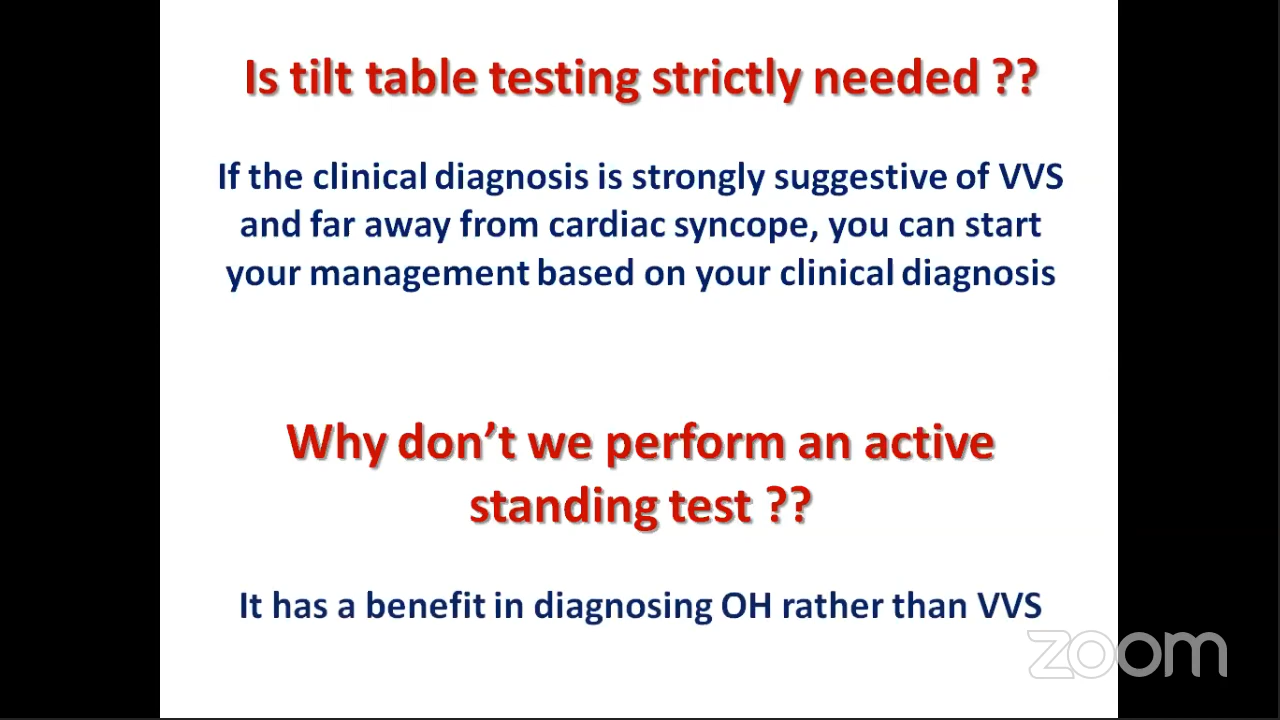 Is tilt table testing strictly needed ??
If the clinical diagnosis is strongly suggestive of VVS
and far away from cardiac syncope, you can start
your management based on your clinical diagnosis
Why don’t we perform an active
standing test ??
It has a benefit in diagnosing OH rather than VVS
zoom